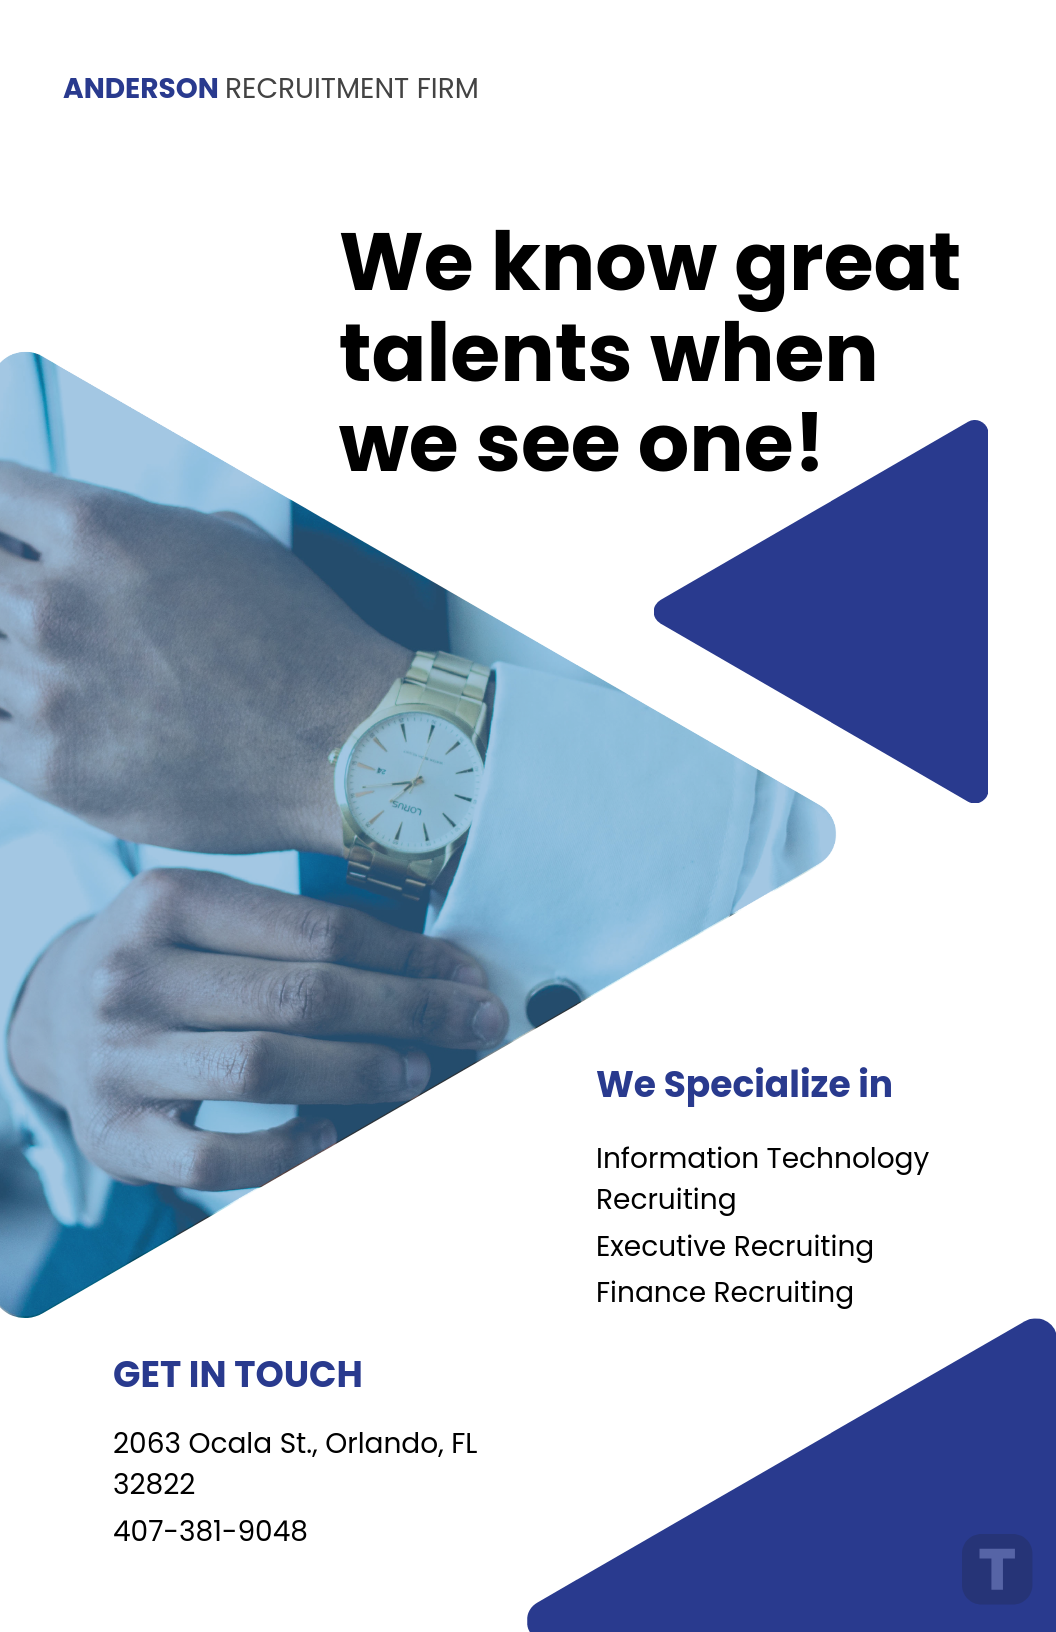 ANDERSON RECRUITMENT FIRM
We know great
talents when
we see one!
LORUS
We Specialize in
Information Technology
Recruiting
Executive Recruiting
Finance Recruiting
GET IN TOUCH
2063 Ocala St., Orlando, FL
32822
407-381-9048
T